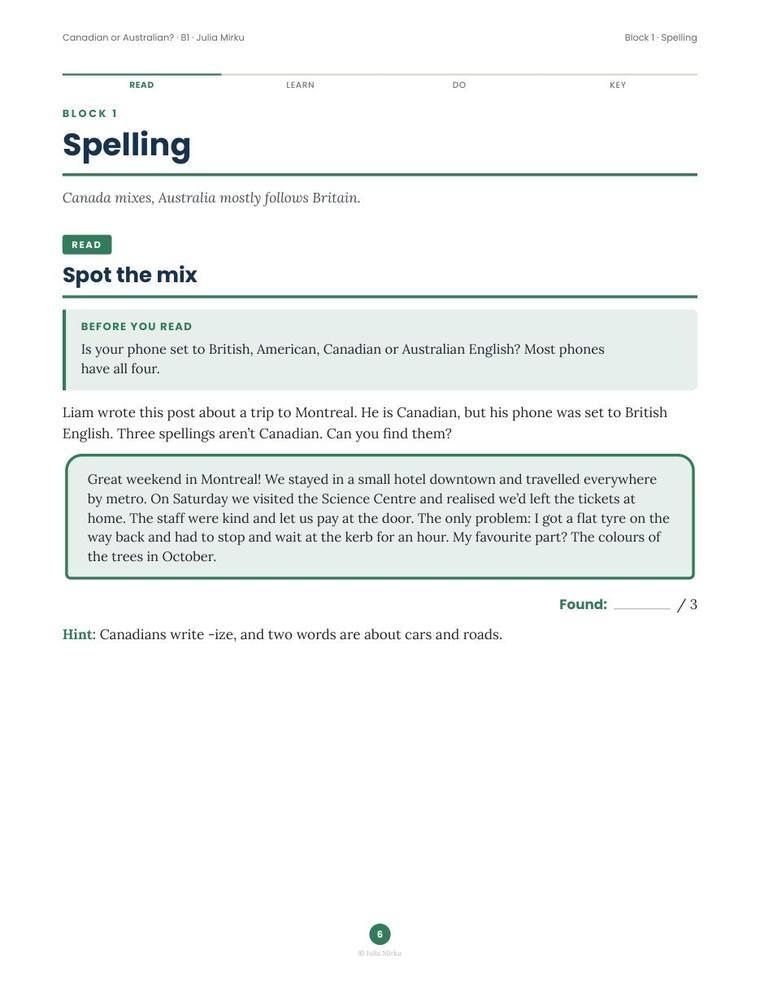 Canadian or Australian? · B1 · Julia Mirku
Block 1 · Spelling
READ
LEARN
DO
KEY
BLOCK 1
Spelling
Canada mixes, Australia mostly follows Britain.
READ
Spot the mix
BEFORE YOU READ
Is your phone set to British, American, Canadian or Australian English? Most phones
have all four.
Liam wrote this post about a trip to Montreal. He is Canadian, but his phone was set to British
English. Three spellings aren’t Canadian. Can you find them?
Great weekend in Montreal! We stayed in a small hotel downtown and travelled everywhere
by metro. On Saturday we visited the Science Centre and realised we’d left the tickets at
home. The staff were kind and let us pay at the door. The only problem: I got a flat tyre on the
way back and had to stop and wait at the kerb for an hour. My favourite part? The colours of
the trees in October.
Found: ________ / 3
Hint: Canadians write -ize, and two words are about cars and roads.
6
© Julia Mirku